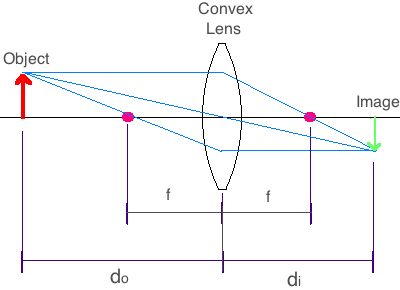 Convex
Lens
Object
Image
f
f
do
di